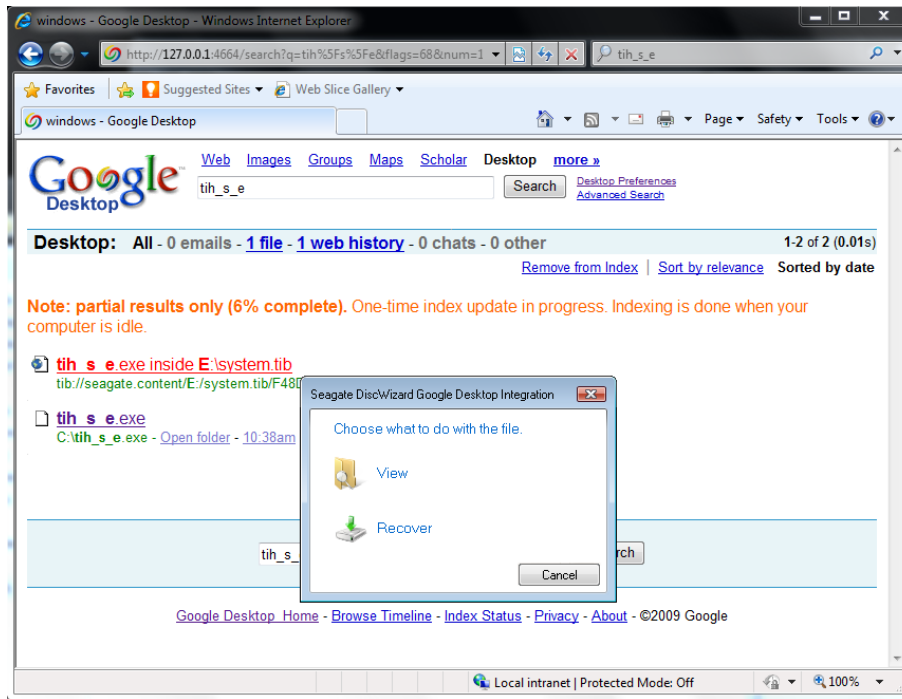 windows - Google Desktop - Windows Internet Explorer
http://127.0.0.1:4664/search?q=tih%5Fs%5Fe&flags=68&num=1
tih_s_e
Favorites
Suggested Sites
Web Slice Gallery
windows - Google Desktop
Page
Safety
Tools
Google
Desktop
Web Images Groups Maps Scholar Desktop more »
tih_s_e
Search
Desktop Preferences
Advanced Search
Desktop: All - 0 emails - 1 file - 1 web history - 0 chats - 0 other
1-2 of 2 (0.01s)
Remove from Index | Sort by relevance Sorted by date
Note: partial results only (6% complete). One-time index update in progress. Indexing is done when your
computer is idle.
tih_s_e.exe inside E:\system.tib
tib://seagate.content/E:/system.tib/F48
tih_s_e.exe
C:\tih_s_e.exe - Open folder - 10:38am
Seagate DiscWizard Google Desktop Integration
Choose what to do with the file.
View
Recover
Cancel
tih_s_
rch
Google Desktop Home - Browse Timeline - Index Status - Privacy - About - ©2009 Google
Local intranet | Protected Mode: Off
100%